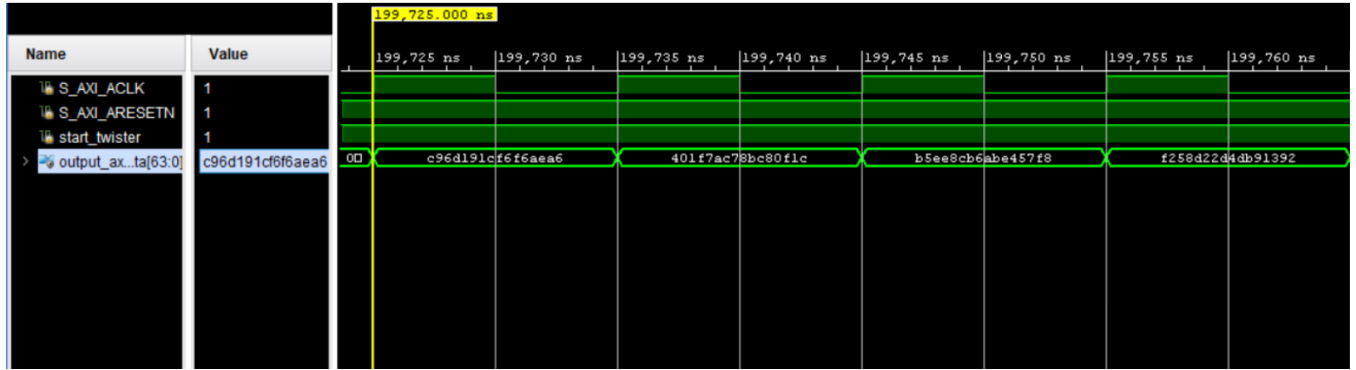 199,725.000 ns
Name Value
199,725 ns 199,730 ns 199,735 ns 199,740 ns 199,745 ns 199,750 ns 199,755 ns 199,760 ns
S_AXI_ACLK 1
S_AXI_ARESETN 1
start_twister 1
output_ax...ta[63:0] c96d191cf6f6aea6 c96d191cf6f6aea6 401f7ac78bc80f1c b5ee8cb6abe457f8 f258d22d4db91392